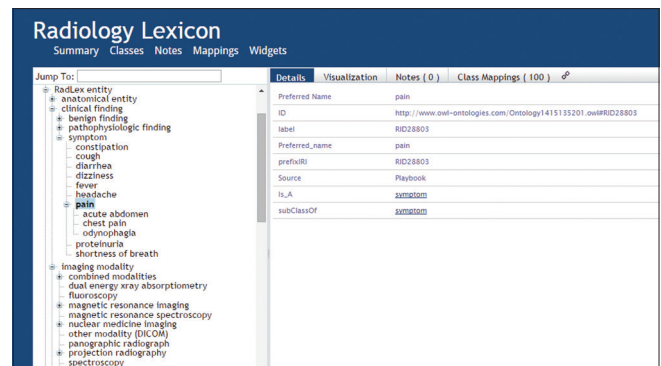 Radiology Lexicon
Summary Classes Notes Mappings Widgets
Jump To:
RadLex entity
anatomical entity
clinical finding
benign finding
pathophysiologic finding
symptom
constipation
cough
diarrhea
dizziness
fever
headache
pain
acute abdomen
chest pain
odynophagia
proteinuria
shortness of breath
imaging modality
combined modalities
dual energy xray absorptiometry
fluoroscopy
magnetic resonance imaging
magnetic resonance spectroscopy
nuclear medicine imaging
other modality (DICOM)
panographic radiograph
projection radiography
spectroscopy
Details Visualization Notes ( 0 ) Class Mappings ( 100 )
Preferred Name pain
ID http://www.owl-ontologies.com/Ontology1415135201.owl#RID28803
label RID28803
Preferred_name pain
prefixIRI RID28803
Source Playbook
Is_A symptom
subClassOf symptom